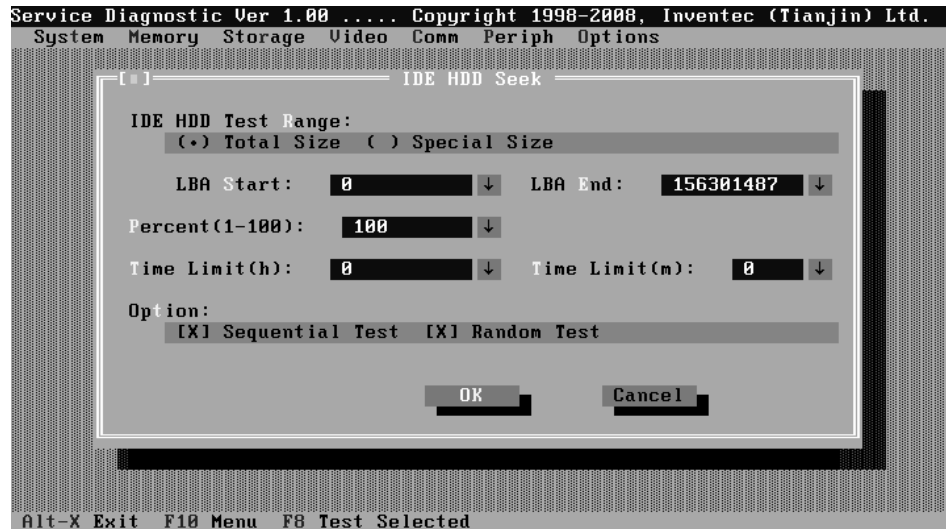 Service Diagnostic Ver 1.00 ..... Copyright 1998-2008, Inventec (Tianjin) Ltd.
System Memory Storage Video Comm Periph Options
[■] IDE HDD Seek
IDE HDD Test Range:
(•) Total Size ( ) Special Size
LBA Start: 0 ↓ LBA End: 156301487 ↓
Percent(1-100): 100 ↓
Time Limit(h): 0 ↓ Time Limit(m): 0 ↓
Option:
[X] Sequential Test [X] Random Test
OK Cancel
Alt-X Exit F10 Menu F8 Test Selected